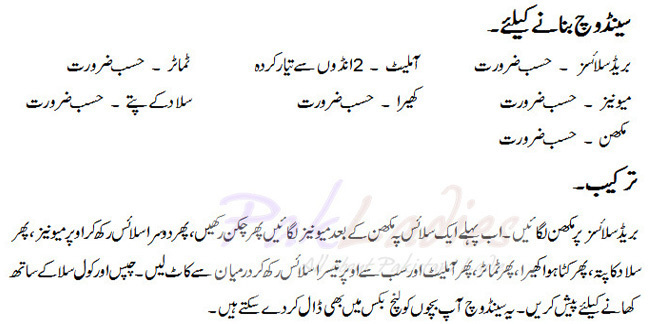 سینڈوچ بنانے کیلئے۔
بریڈ سلائسز ۔ حسب ضرورت آملیٹ ۔ 2 انڈوں سے تیار کردہ ٹماٹر ۔ حسب ضرورت
میونیز ۔ حسب ضرورت کھیرا ۔ حسب ضرورت سلاد کے پتے ۔ حسب ضرورت
مکھن ۔ حسب ضرورت
ترکیب۔
بریڈ سلائسز پر مکھن لگائیں۔ اب پہلے ایک سلائس پہ مکھن کے بعد میونیز لگائیں پھر چکن رکھیں، پھر دوسرا سلائس رکھ کر اوپر میونیز، پھر
سلاد کا پتہ، پھر کٹا ہوا کھیرا، پھر ٹماٹر، پھر آملیٹ اور سب سے اوپر تیسرا سلائس رکھ کر درمیان سے کاٹ لیں۔ چپس اور کول سلا کے ساتھ
کھانے کیلئے پیش کریں۔ یہ سینڈوچ آپ بچوں کو لنچ بکس میں بھی ڈال کر دے سکتے ہیں۔
PakLadies